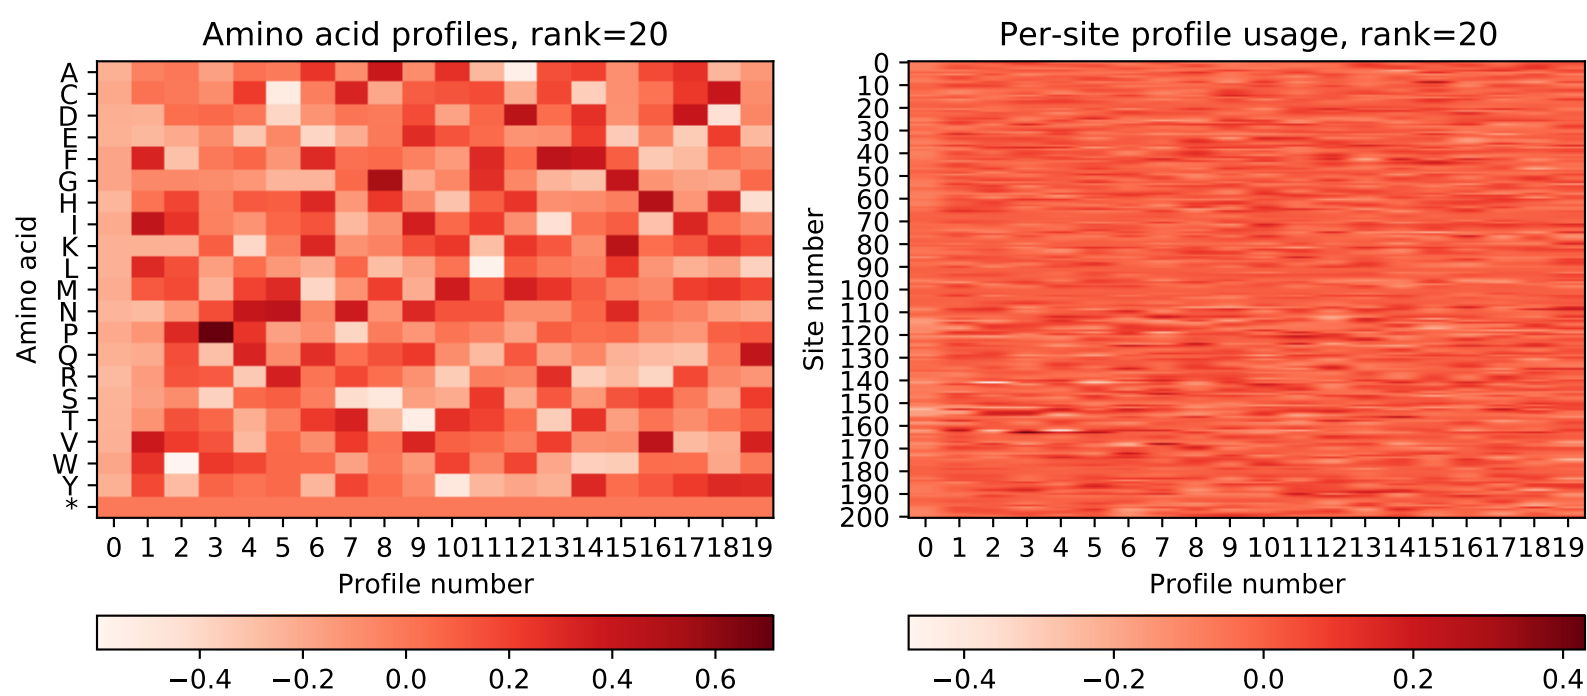 Amino acid profiles, rank=20
Amino acid
A
C
D
E
F
G
H
I
K
L
M
N
P
Q
R
S
T
V
W
Y
*
0 1 2 3 4 5 6 7 8 9 10 11 12 13 14 15 16 17 18 19
Profile number
−0.4 −0.2 0.0 0.2 0.4 0.6
Per-site profile usage, rank=20
Site number
0
10
20
30
40
50
60
70
80
90
100
110
120
130
140
150
160
170
180
190
200
0 1 2 3 4 5 6 7 8 9 10 11 12 13 14 15 16 17 18 19
Profile number
−0.4 −0.2 0.0 0.2 0.4